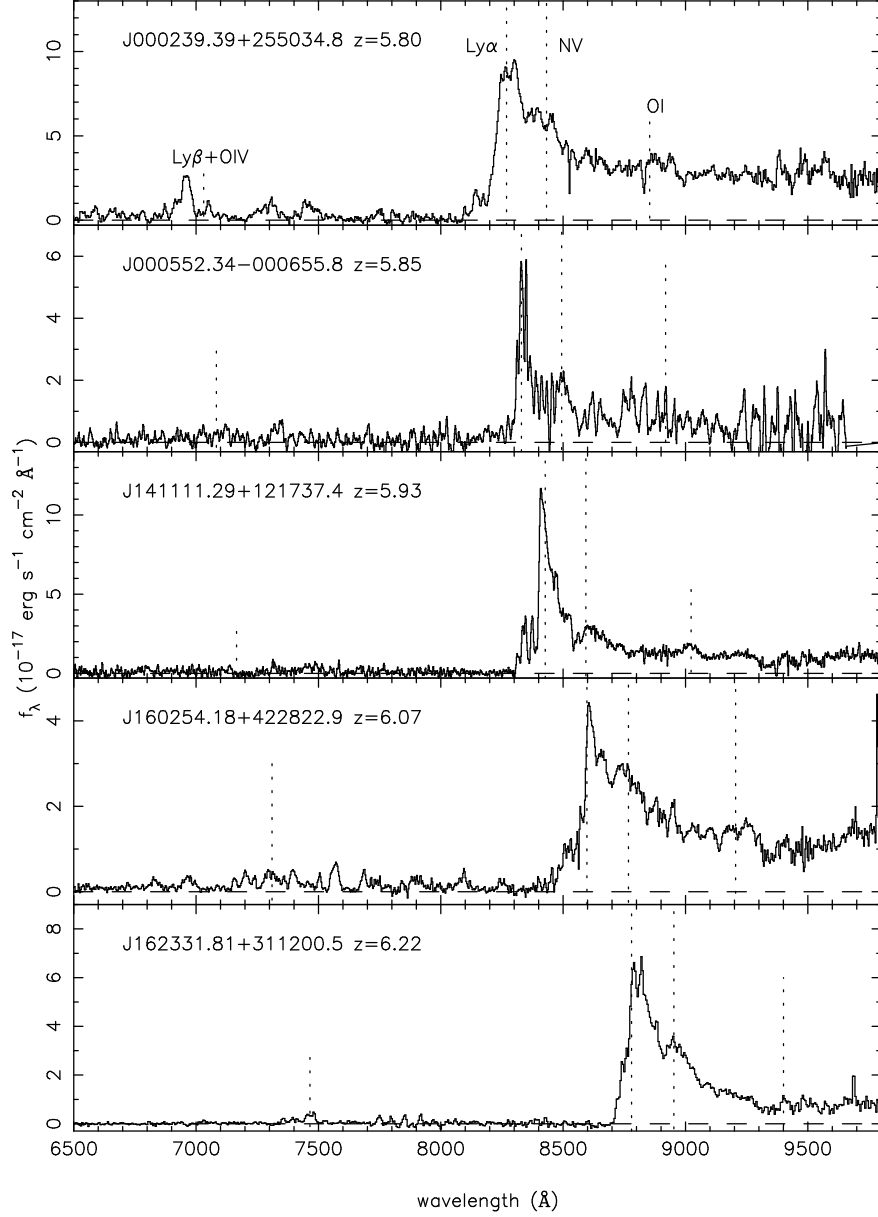 J000239.39+255034.8 z=5.80
Lyα
NV
OI
Lyβ+OIV
0
5
10
J000552.34−000655.8 z=5.85
0
2
4
6
J141111.29+121737.4 z=5.93
0
5
10
J160254.18+422822.9 z=6.07
0
2
4
J162331.81+311200.5 z=6.22
0
2
4
6
8
fλ (10⁻¹⁷ erg s⁻¹ cm⁻² Å⁻¹)
6500 7000 7500 8000 8500 9000 9500
wavelength (Å)